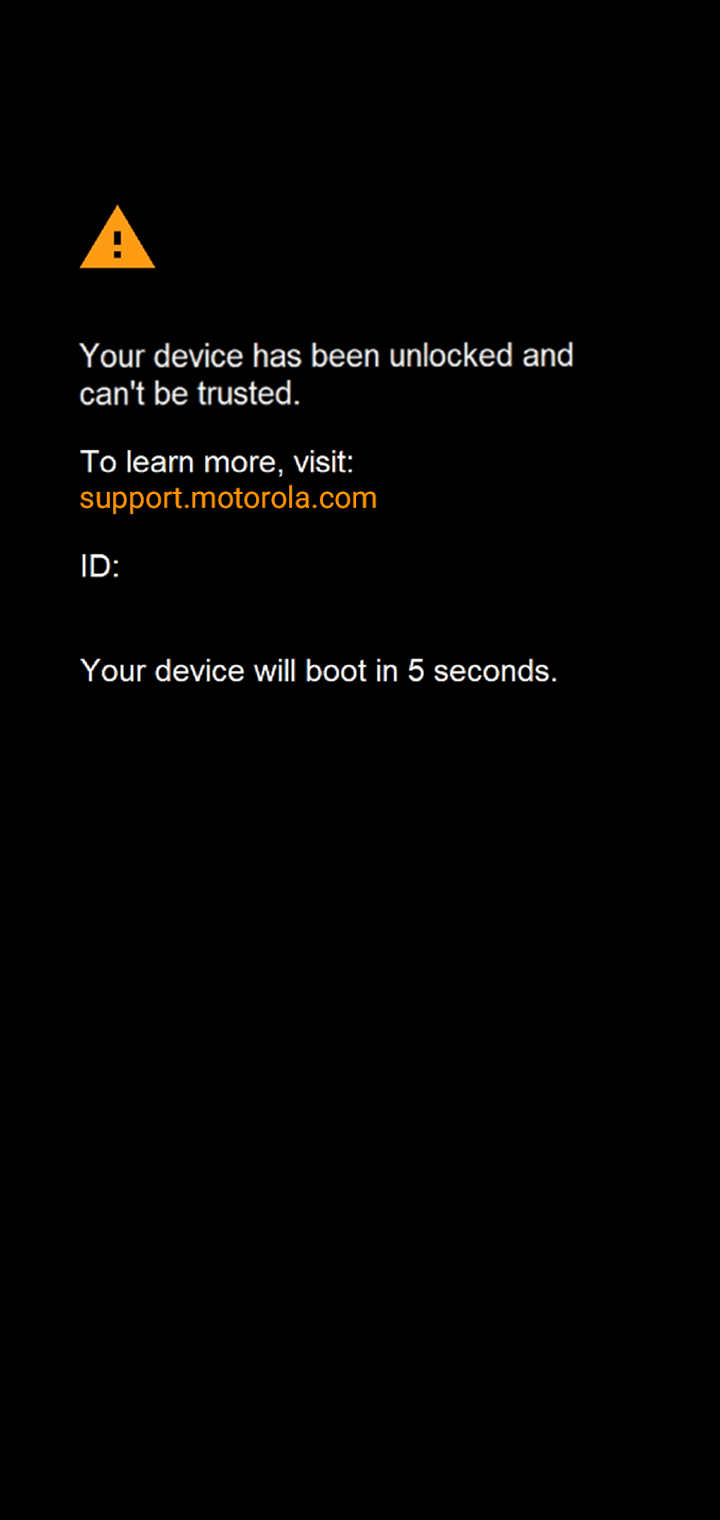 Your device has been unlocked and
can't be trusted.
To learn more, visit:
support.motorola.com
ID:
Your device will boot in 5 seconds.